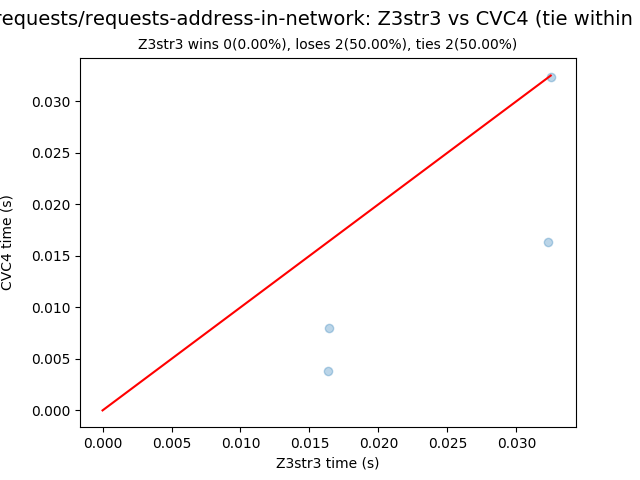 requests/requests-address-in-network: Z3str3 vs CVC4 (tie within
Z3str3 wins 0(0.00%), loses 2(50.00%), ties 2(50.00%)
0.030
0.025
0.020
0.015
0.010
0.005
0.000
CVC4 time (s)
0.000 0.005 0.010 0.015 0.020 0.025 0.030
Z3str3 time (s)